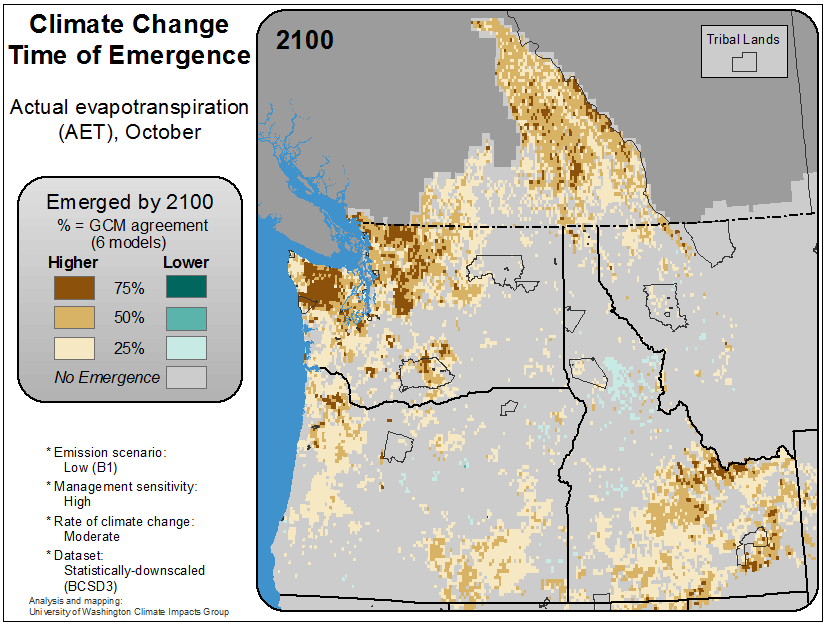 Climate Change
Time of Emergence
Actual evapotranspiration
(AET), October
Emerged by 2100
% = GCM agreement
(6 models)
Higher Lower
75%
50%
25%
No Emergence
* Emission scenario:
Low (B1)
* Management sensitivity:
High
* Rate of climate change:
Moderate
* Dataset:
Statistically-downscaled
(BCSD3)
Analysis and mapping:
University of Washington Climate Impacts Group
2100
Tribal Lands